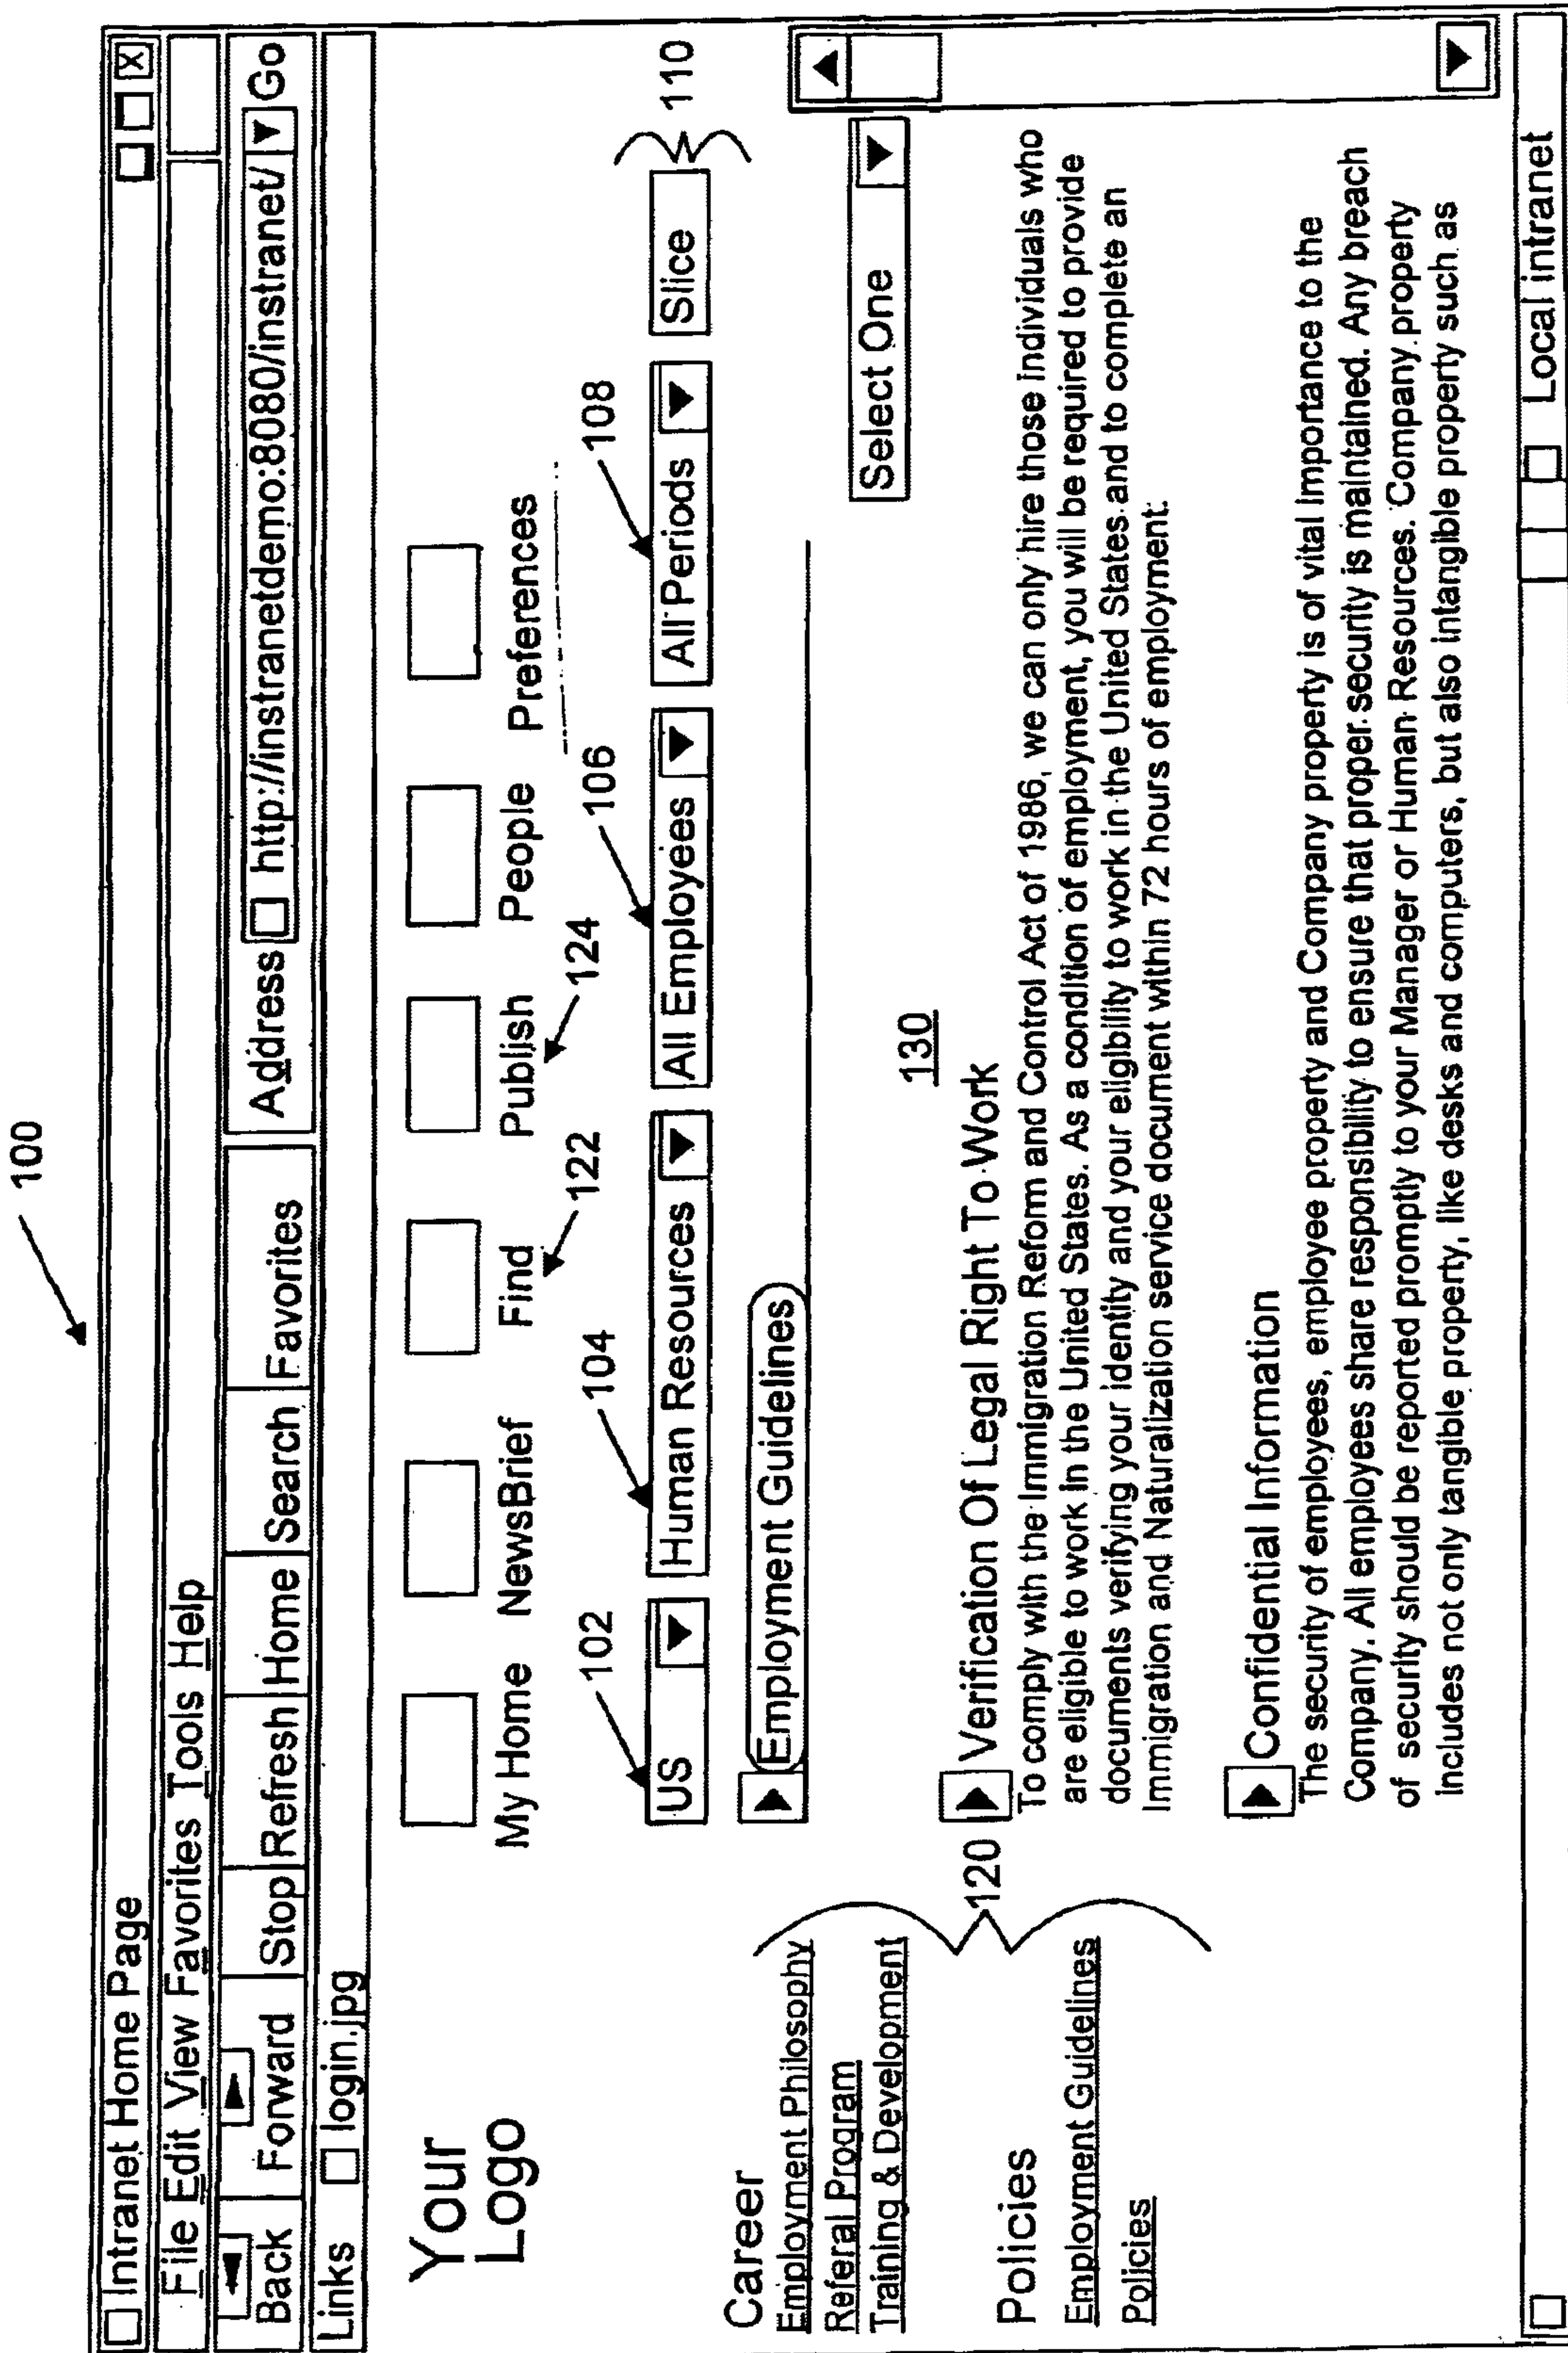 100
Intranet Home Page X
File Edit View Favorites Tools Help
Back Forward Stop Refresh Home Search Favorites Address http://instranetdemo:8080/instranet/ Go
Links login.jpg
Your
Logo
My Home NewsBrief Find Publish People Preferences
102 104 122 124 106 108
US Human Resources All Employees All Periods Slice 110
Employment Guidelines
Select One
Career
Employment Philosophy
Referal Program
Training & Development
120
Policies
Employment Guidelines
Policies
130
Verification Of Legal Right To Work
To comply with the Immigration Reform and Control Act of 1986, we can only hire those individuals who
are eligible to work in the United States. As a condition of employment, you will be required to provide
documents verifying your identity and your eligibility to work in the United States and to complete an
Immigration and Naturalization service document within 72 hours of employment.
Confidential Information
The security of employees, employee property and Company property is of vital importance to the
Company. All employees share responsibility to ensure that proper security is maintained. Any breach
of security should be reported promptly to your Manager or Human Resources. Company property
includes not only tangible property, like desks and computers, but also intangible property such as
Local intranet